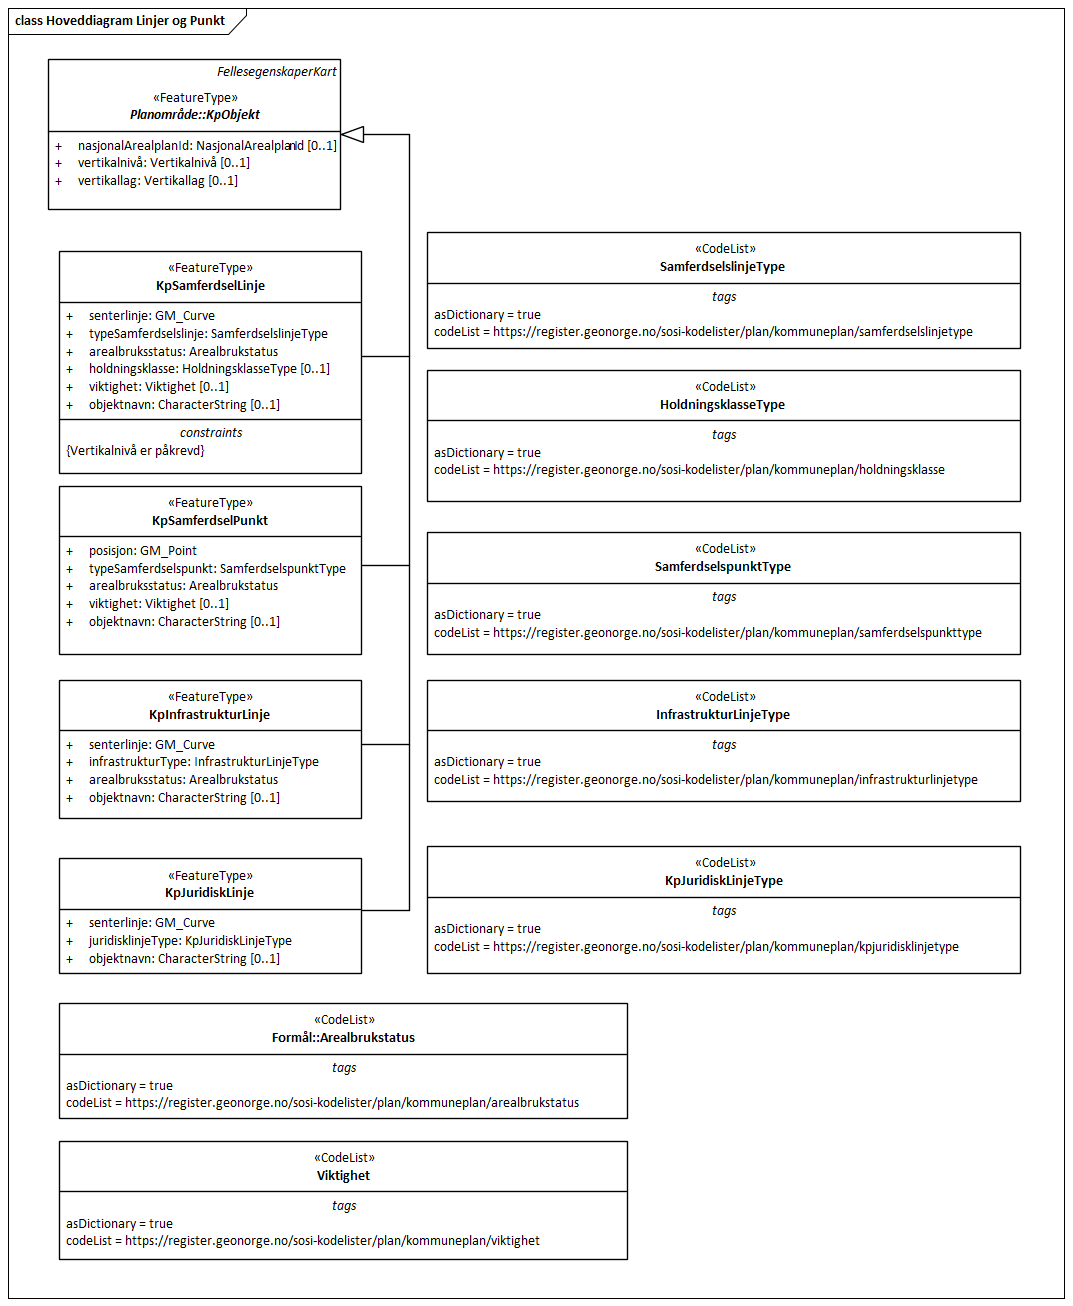 class Hoveddiagram Linjer og Punkt
FellesegenskaperKart
«FeatureType»
Planområde::KpObjekt
+ nasjonalArealplanId: NasjonalArealplanId [0..1]
+ vertikalnivå: Vertikalnivå [0..1]
+ vertikallag: Vertikallag [0..1]
«FeatureType»
KpSamferdselLinje
+ senterlinje: GM_Curve
+ typeSamferdselslinje: SamferdselslinjeType
+ arealbruksstatus: Arealbrukstatus
+ holdningsklasse: HoldningsklasseType [0..1]
+ viktighet: Viktighet [0..1]
+ objektnavn: CharacterString [0..1]
constraints
{Vertikalnivå er påkrevd}
«CodeList»
SamferdselslinjeType
tags
asDictionary = true
codeList = https://register.geonorge.no/sosi-kodelister/plan/kommuneplan/samferdselslinjetype
«CodeList»
HoldningsklasseType
tags
asDictionary = true
codeList = https://register.geonorge.no/sosi-kodelister/plan/kommuneplan/holdningsklasse
«FeatureType»
KpSamferdselPunkt
+ posisjon: GM_Point
+ typeSamferdselspunkt: SamferdselspunktType
+ arealbruksstatus: Arealbrukstatus
+ viktighet: Viktighet [0..1]
+ objektnavn: CharacterString [0..1]
«CodeList»
SamferdselspunktType
tags
asDictionary = true
codeList = https://register.geonorge.no/sosi-kodelister/plan/kommuneplan/samferdselspunkttype
«FeatureType»
KpInfrastrukturLinje
+ senterlinje: GM_Curve
+ infrastrukturType: InfrastrukturLinjeType
+ arealbruksstatus: Arealbrukstatus
+ objektnavn: CharacterString [0..1]
«CodeList»
InfrastrukturLinjeType
tags
asDictionary = true
codeList = https://register.geonorge.no/sosi-kodelister/plan/kommuneplan/infrastrukturlinjetype
«FeatureType»
KpJuridiskLinje
+ senterlinje: GM_Curve
+ juridisklinjeType: KpJuridiskLinjeType
+ objektnavn: CharacterString [0..1]
«CodeList»
KpJuridiskLinjeType
tags
asDictionary = true
codeList = https://register.geonorge.no/sosi-kodelister/plan/kommuneplan/kpjuridisklinjetype
«CodeList»
Formål::Arealbrukstatus
tags
asDictionary = true
codeList = https://register.geonorge.no/sosi-kodelister/plan/kommuneplan/arealbrukstatus
«CodeList»
Viktighet
tags
asDictionary = true
codeList = https://register.geonorge.no/sosi-kodelister/plan/kommuneplan/viktighet